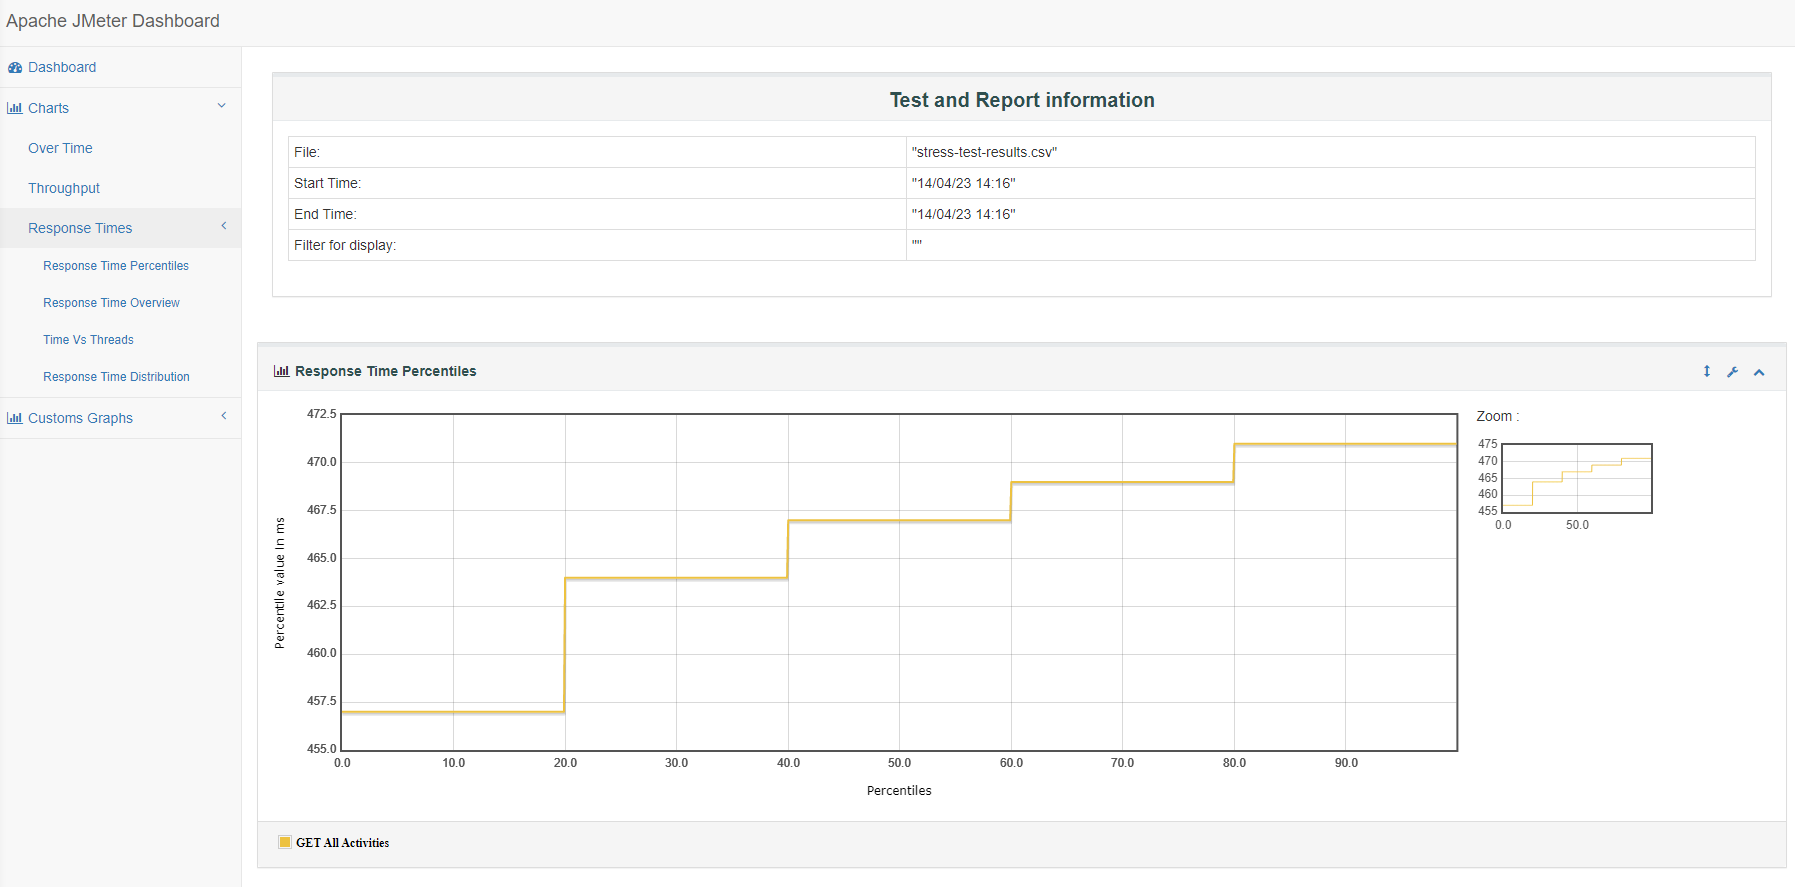 Apache JMeter Dashboard
Dashboard
Charts
Over Time
Throughput
Response Times
Response Time Percentiles
Response Time Overview
Time Vs Threads
Response Time Distribution
Customs Graphs
Test and Report information
File: "stress-test-results.csv"
Start Time: "14/04/23 14:16"
End Time: "14/04/23 14:16"
Filter for display: ""
Response Time Percentiles
472.5
470.0
467.5
465.0
462.5
460.0
457.5
455.0
Percentile value In ms
0.0 10.0 20.0 30.0 40.0 50.0 60.0 70.0 80.0 90.0
Percentiles
Zoom :
475
470
465
460
455
0.0 50.0
GET All Activities